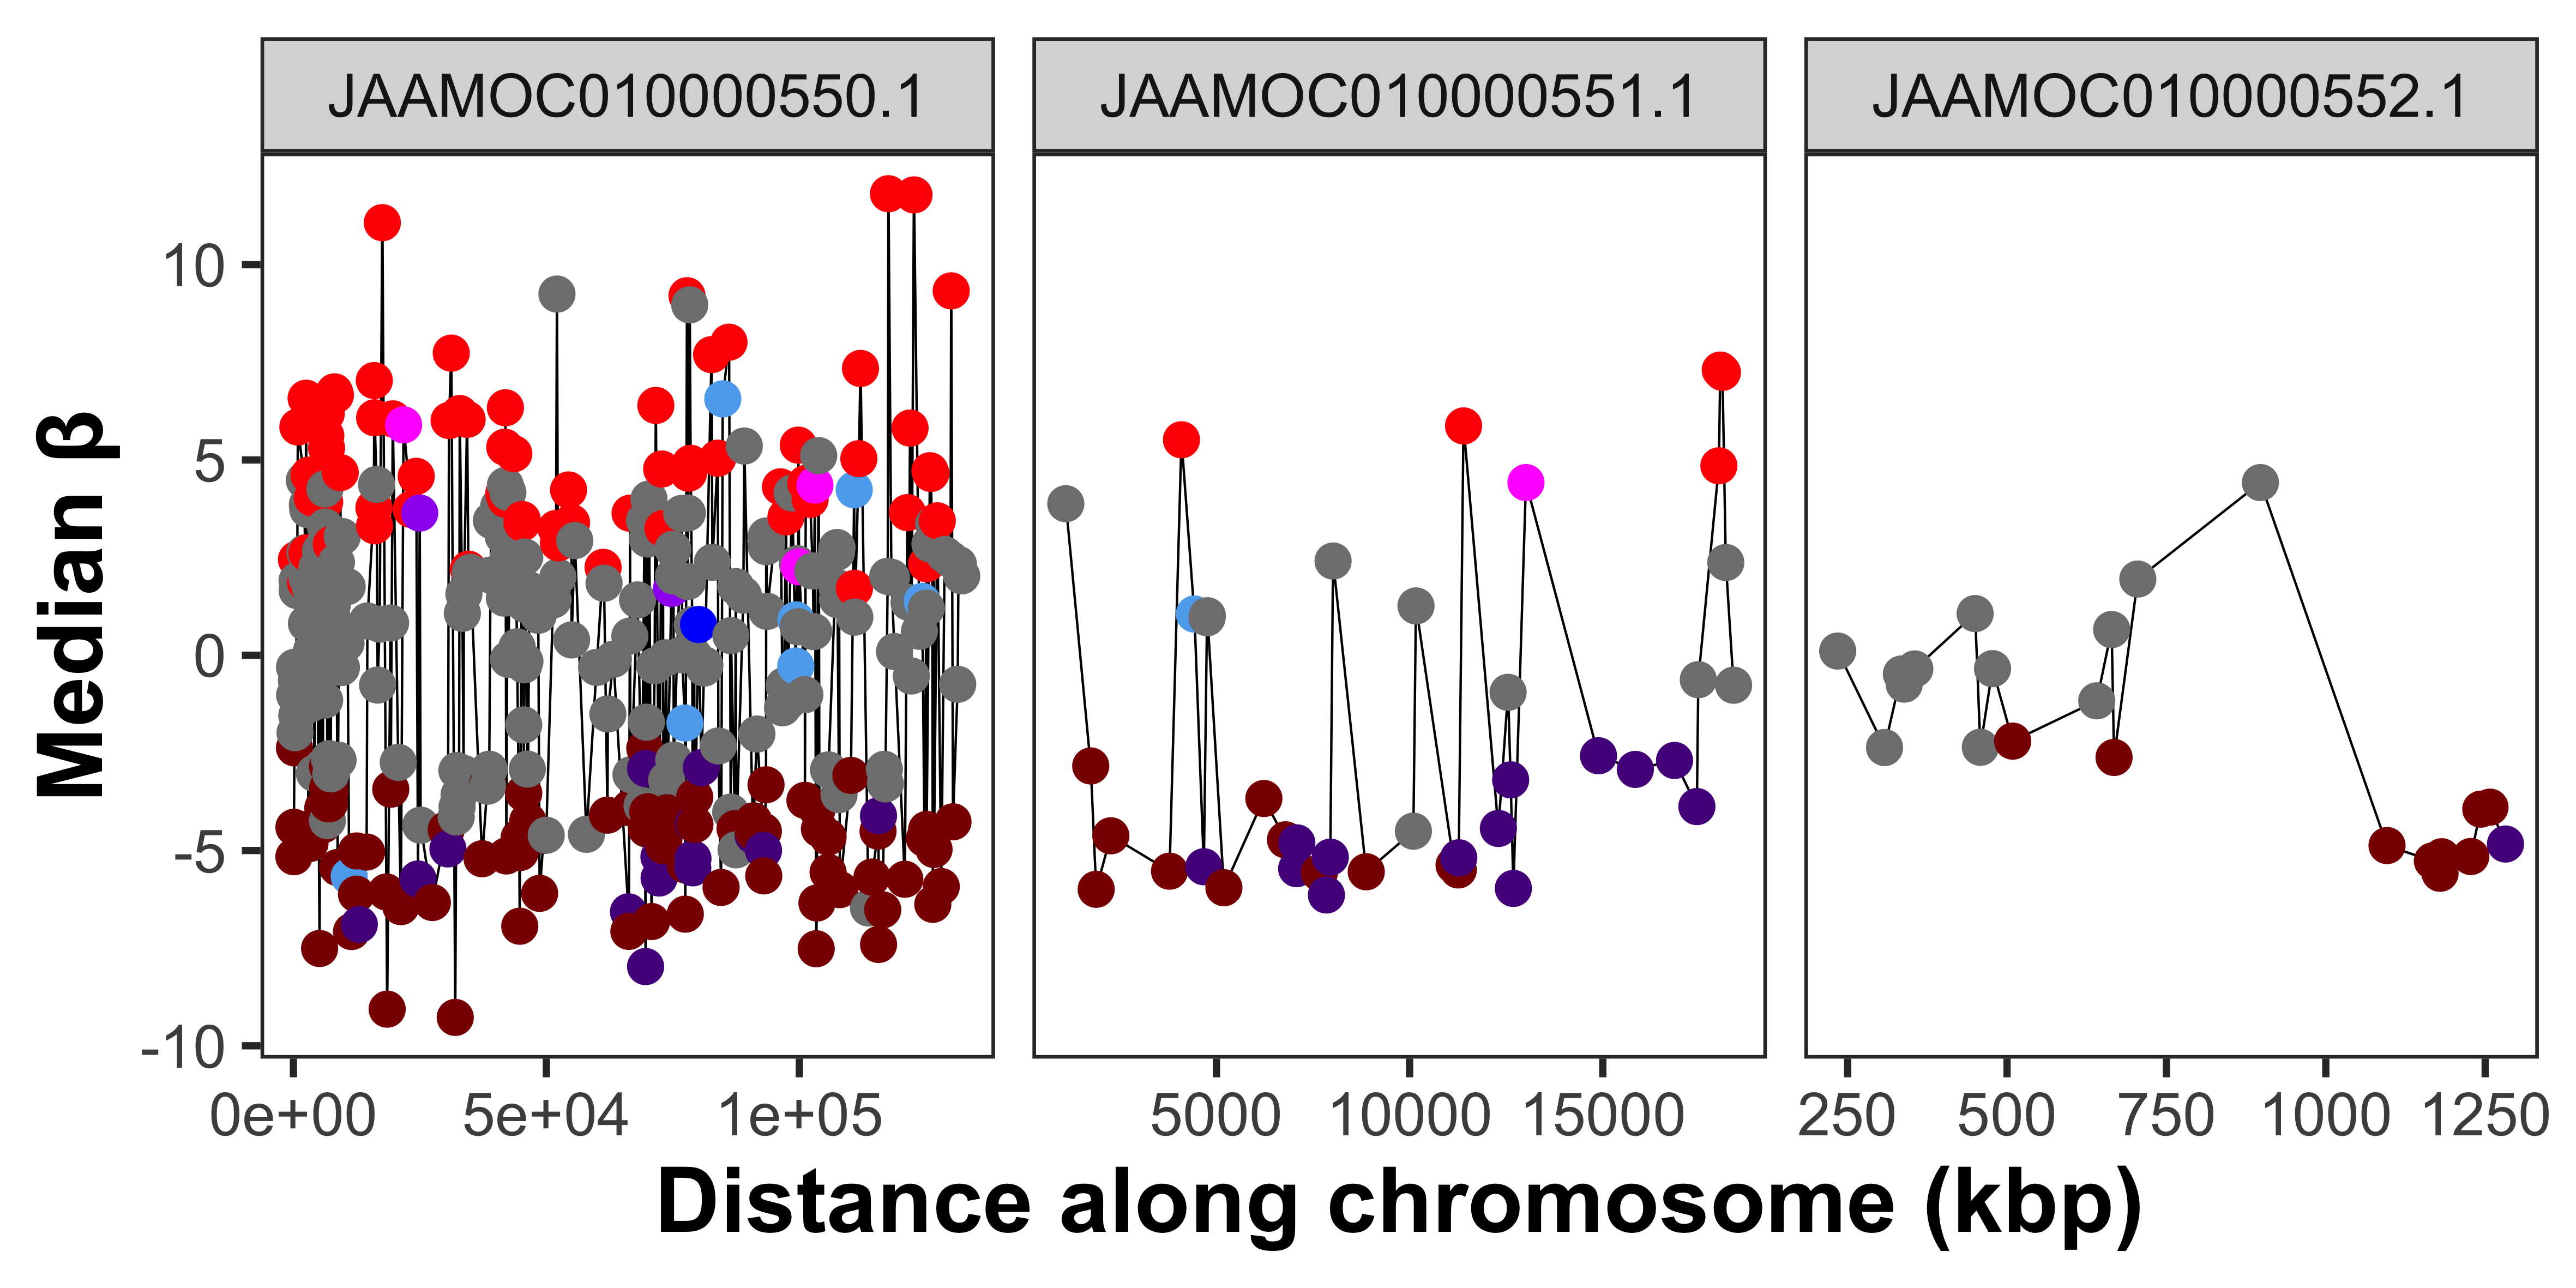 JAAMOC010000550.1 JAAMOC010000551.1 JAAMOC010000552.1
10
5
0
-5
-10
Median β
0e+00 5e+04 1e+05 5000 10000 15000 250 500 750 1000 1250
Distance along chromosome (kbp)